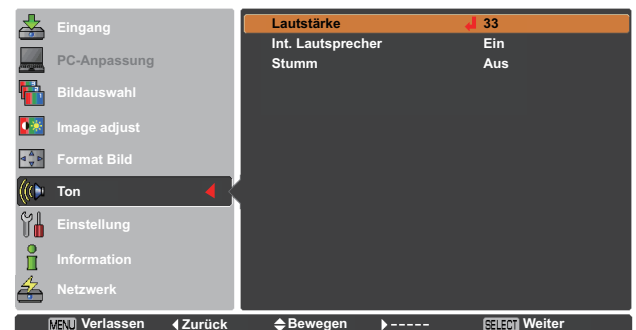 Eingang
PC-Anpassung
Bildauswahl
Image adjust
Format Bild
Ton
Einstellung
Information
Netzwerk
Lautstärke 33
Int. Lautsprecher Ein
Stumm Aus
MENU Verlassen Zurück Bewegen ----- SELECT Weiter